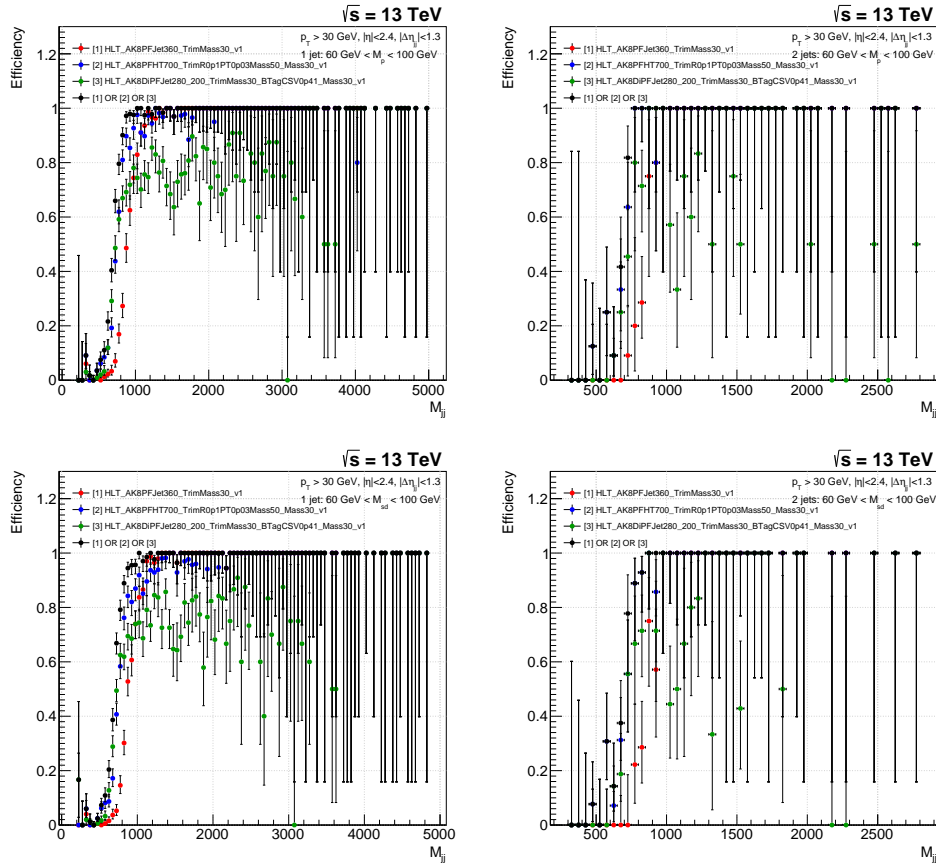 √s = 13 TeV
Efficiency
p_T > 30 GeV, |η|<2.4, |Δη_jj|<1.3
1 jet: 60 GeV < M_p < 100 GeV
[1] HLT_AK8PFJet360_TrimMass30_v1
[2] HLT_AK8PFHT700_TrimR0p1PT0p03Mass50_TrimMass30_v1
[3] HLT_AK8DiPFJet280_200_TrimMass30_BTagCSV0p41_Mass30_v1
[1] OR [2] OR [3]
1.2
1
0.8
0.6
0.4
0.2
0
0 1000 2000 3000 4000 5000
M_jj
√s = 13 TeV
Efficiency
p_T > 30 GeV, |η|<2.4, |Δη_jj|<1.3
2 jets: 60 GeV < M_p < 100 GeV
[1] HLT_AK8PFJet360_TrimMass30_v1
[2] HLT_AK8PFHT700_TrimR0p1PT0p03Mass50_v1
[3] HLT_AK8DiPFJet280_200_TrimMass30_BTagCSV0p41_Mass30_v1
[1] OR [2] OR [3]
1.2
1
0.8
0.6
0.4
0.2
0
500 1000 1500 2000 2500
M_jj
√s = 13 TeV
Efficiency
p_T > 30 GeV, |η|<2.4, |Δη_jj|<1.3
1 jet: 60 GeV < M_sd < 100 GeV
[1] HLT_AK8PFJet360_TrimMass30_v1
[2] HLT_AK8PFHT700_TrimR0p1PT0p03Mass50_v1
[3] HLT_AK8DiPFJet280_200_TrimMass30_BTagCSV0p41_Mass30_v1
[1] OR [2] OR [3]
1.2
1
0.8
0.6
0.4
0.2
0
0 1000 2000 3000 4000 5000
M_jj
√s = 13 TeV
Efficiency
p_T > 30 GeV, |η|<2.4, |Δη_jj|<1.3
2 jets: 60 GeV < M_sd < 100 GeV
[1] HLT_AK8PFJet360_TrimMass30_v1
[2] HLT_AK8PFHT700_TrimR0p1PT0p03Mass50_v1
[3] HLT_AK8DiPFJet280_200_TrimMass30_BTagCSV0p41_Mass30_v1
[1] OR [2] OR [3]
1.2
1
0.8
0.6
0.4
0.2
0
500 1000 1500 2000 2500
M_jj